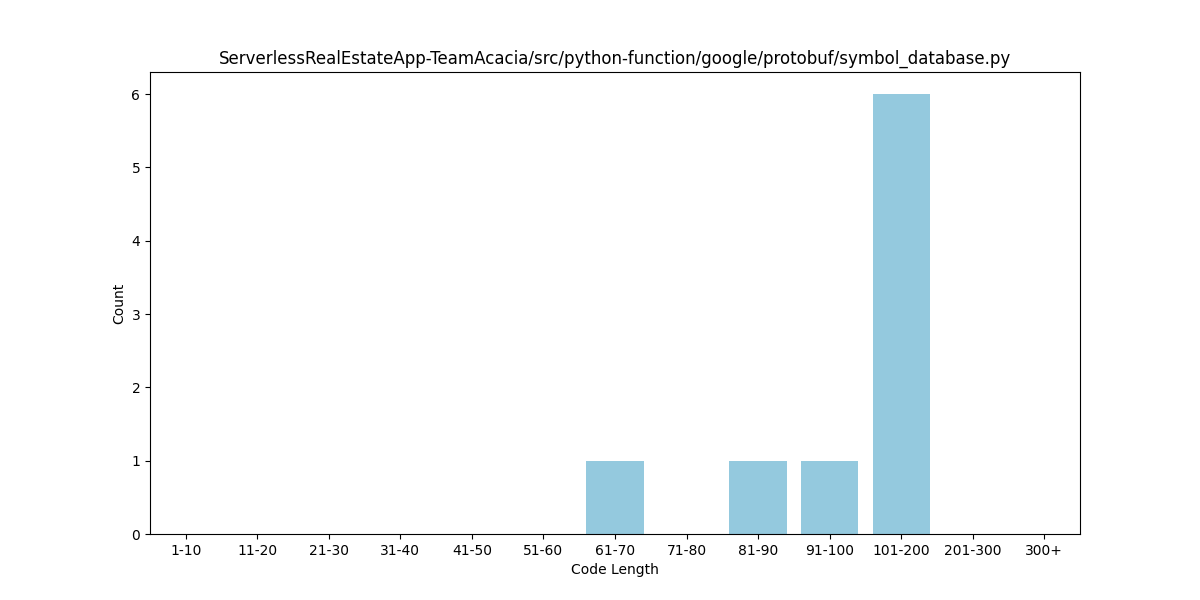 ServerlessRealEstateApp-TeamAcacia/src/python-function/google/protobuf/symbol_database.py
6
5
4
3
2
1
0
Count
1-10 11-20 21-30 31-40 41-50 51-60 61-70 71-80 81-90 91-100 101-200 201-300 300+
Code Length